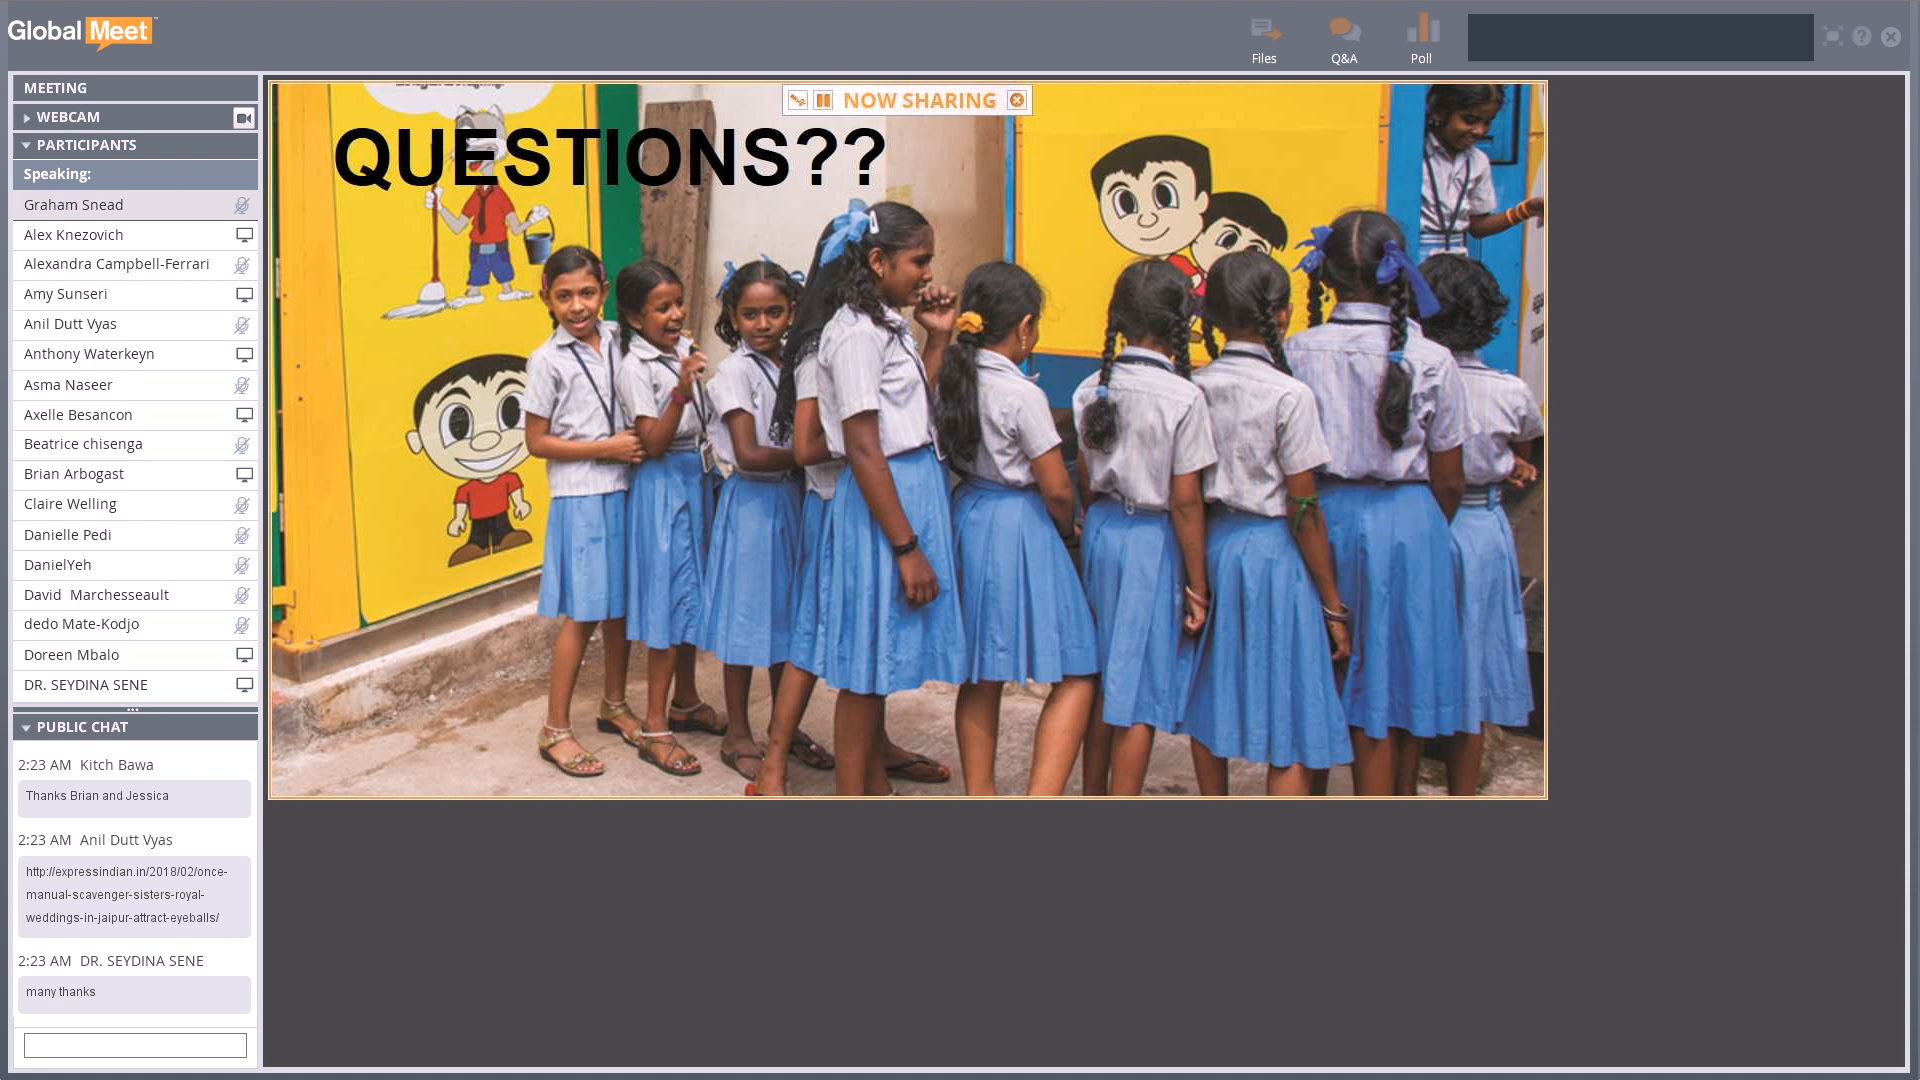 Global Meet
Files
Q&A
Poll
MEETING
WEBCAM
PARTICIPANTS
Speaking:
Graham Snead
Alex Knezovich
Alexandra Campbell-Ferrari
Amy Sunseri
Anil Dutt Vyas
Anthony Waterkeyn
Asma Naseer
Axelle Besancon
Beatrice chisenga
Brian Arbogast
Claire Welling
Danielle Pedi
DanielYeh
David  Marchesseault
dedo Mate-Kodjo
Doreen Mbalo
DR. SEYDINA SENE
PUBLIC CHAT
2:23 AM  Kitch Bawa
Thanks Brian and Jessica
2:23 AM  Anil Dutt Vyas
http://expressindian.in/2018/02/once-
manual-scavenger-sisters-royal-
weddings-in-jaipur-attract-eyeballs/
2:23 AM  DR. SEYDINA SENE
many thanks
NOW SHARING
QUESTIONS??